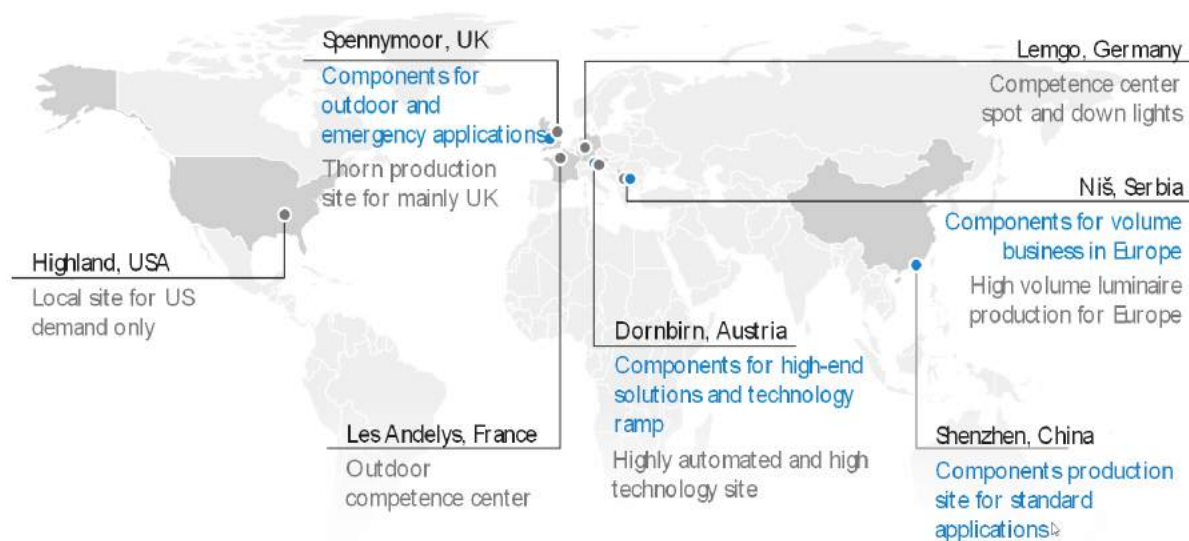 Spennymoor, UK
Components for
outdoor and
emergency applications
Thorn production
site for mainly UK
Lemgo, Germany
Competence center
spot and down lights
Niš, Serbia
Components for volume
business in Europe
High volume luminaire
production for Europe
Highland, USA
Local site for US
demand only
Dornbirn, Austria
Components for high-end
solutions and technology
ramp
Highly automated and high
technology site
Les Andelys, France
Outdoor
competence center
Shenzhen, China
Components production
site for standard
applications